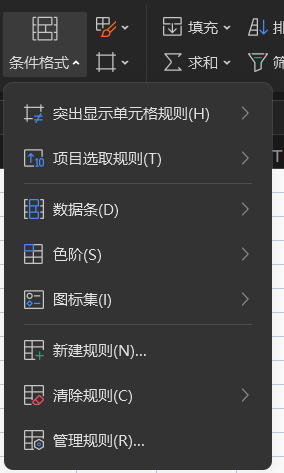 条件格式
填充
求和
突出显示单元格规则(H)
项目选取规则(T)
T
数据条(D)
色阶(S)
图标集(I)
新建规则(N)...
清除规则(C)
管理规则(R)...